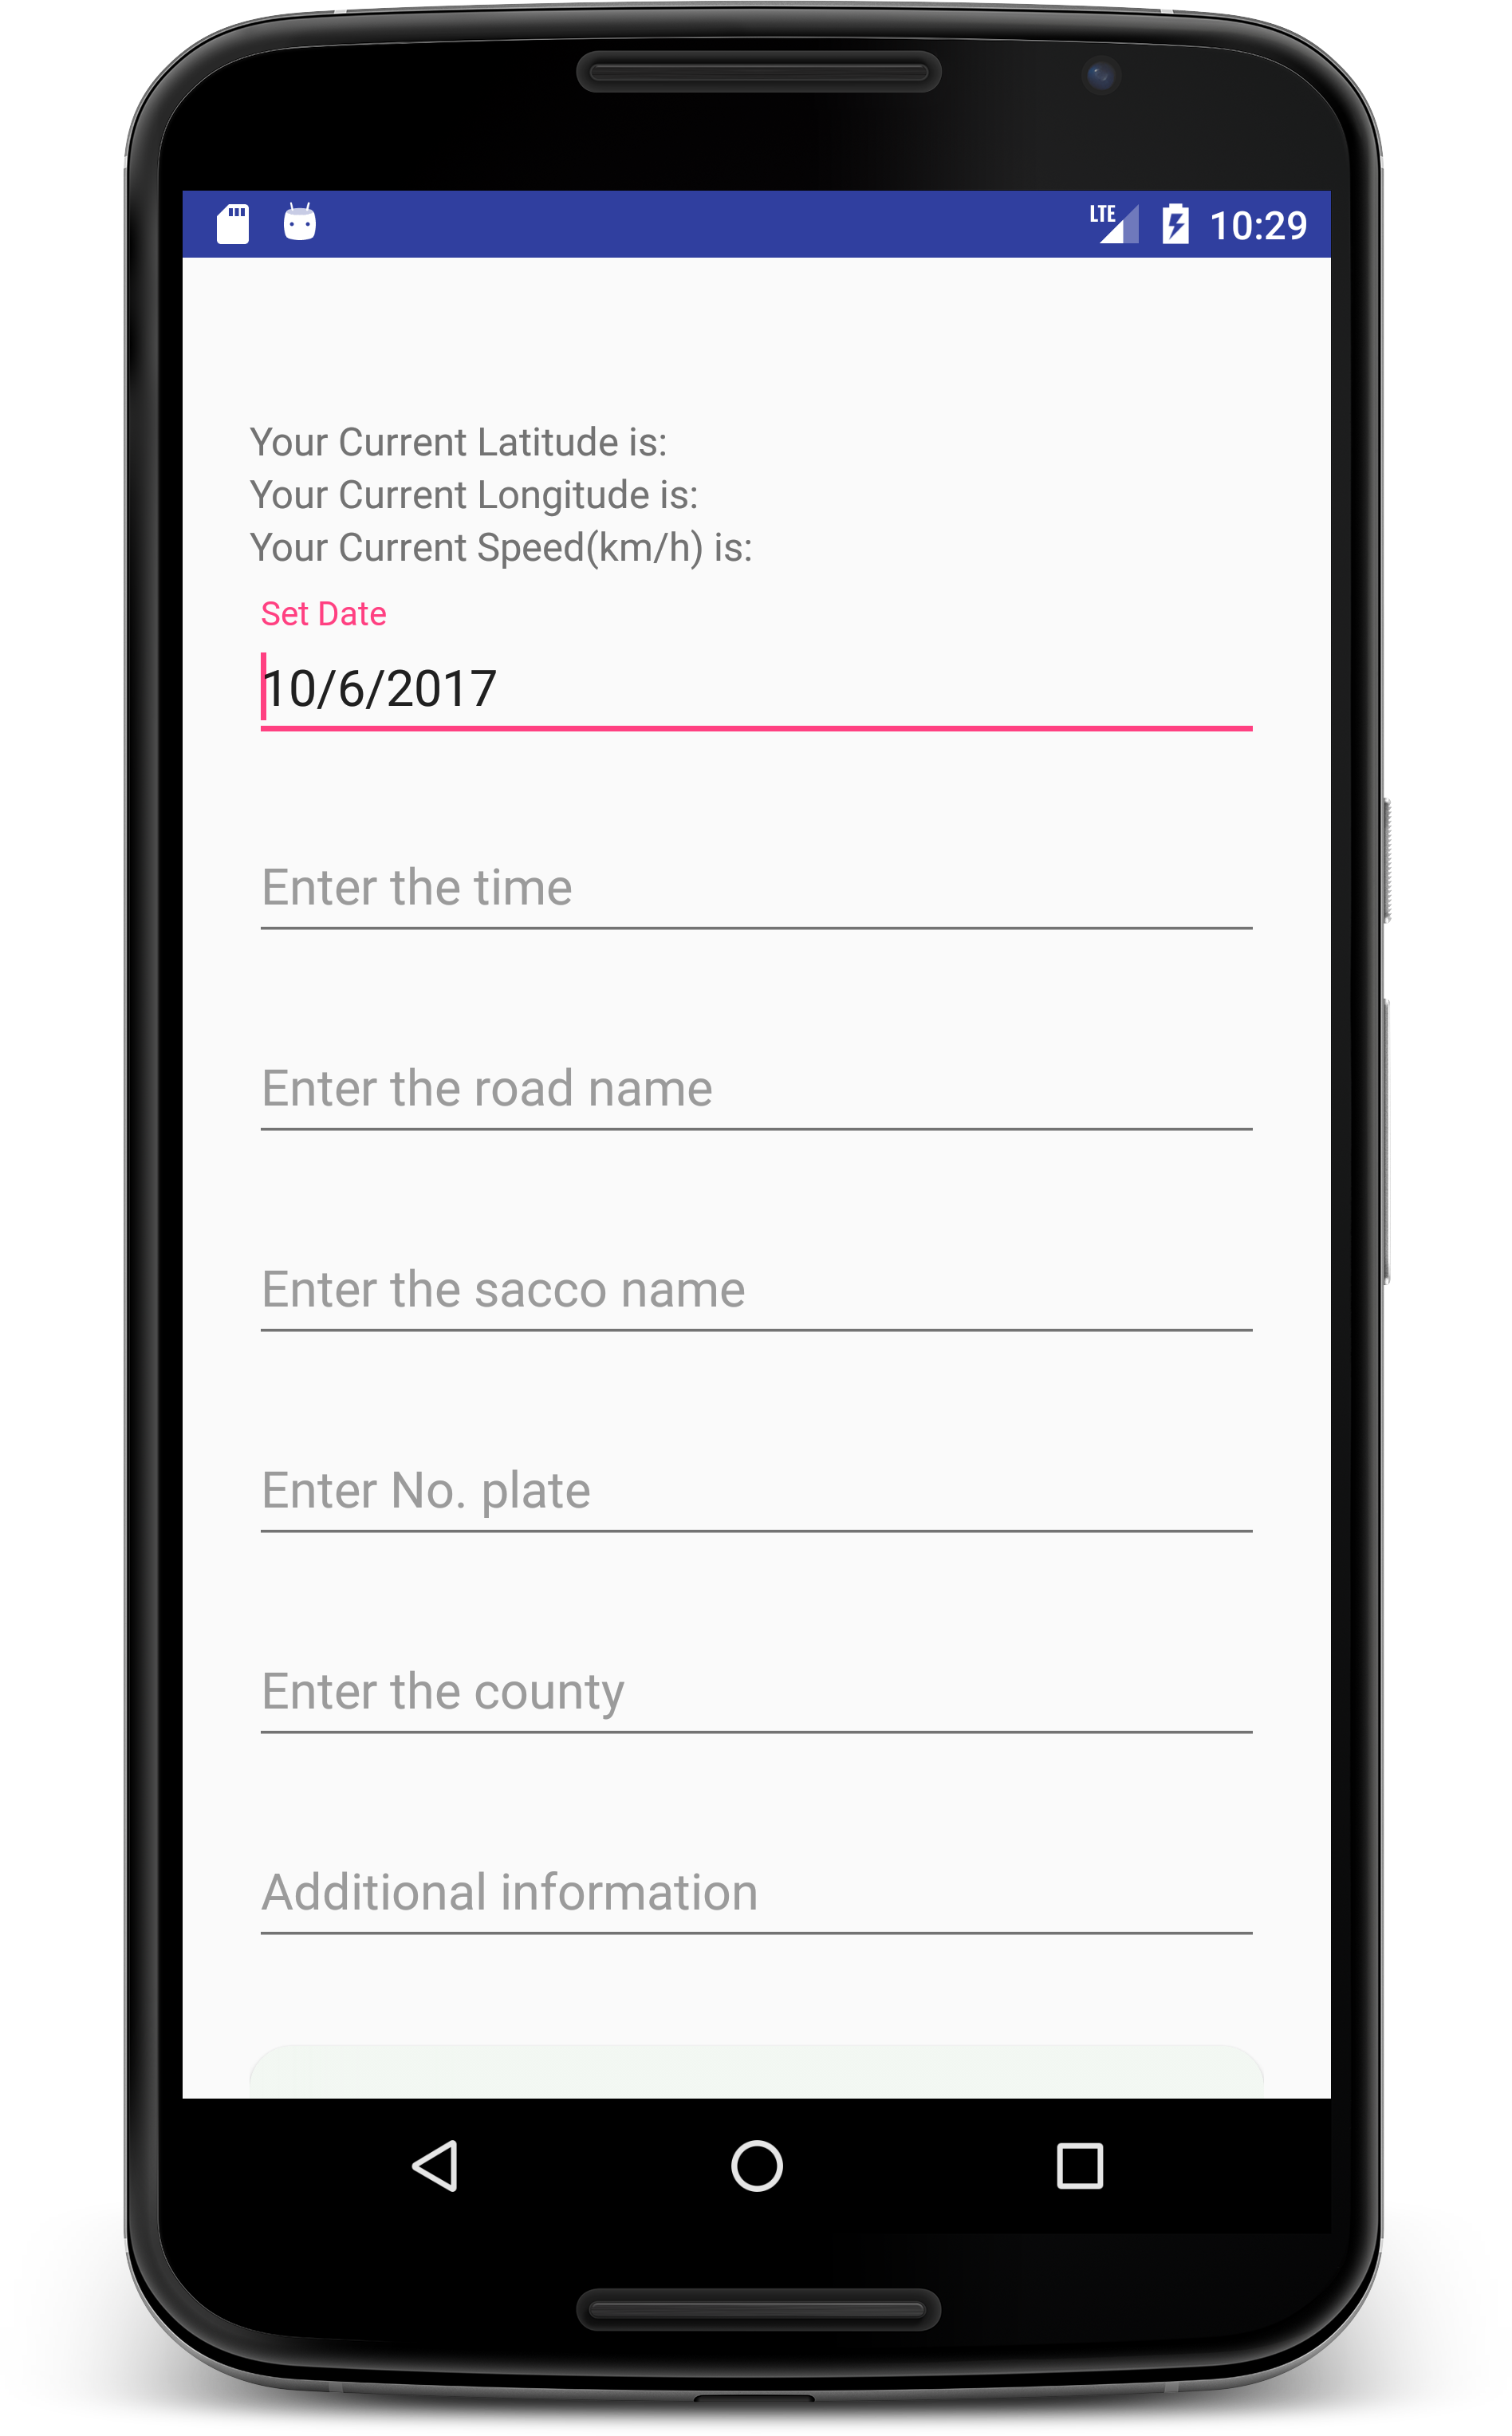 LTE 10:29
Your Current Latitude is:
Your Current Longitude is:
Your Current Speed(km/h) is:
Set Date
10/6/2017
Enter the time
Enter the road name
Enter the sacco name
Enter No. plate
Enter the county
Additional information